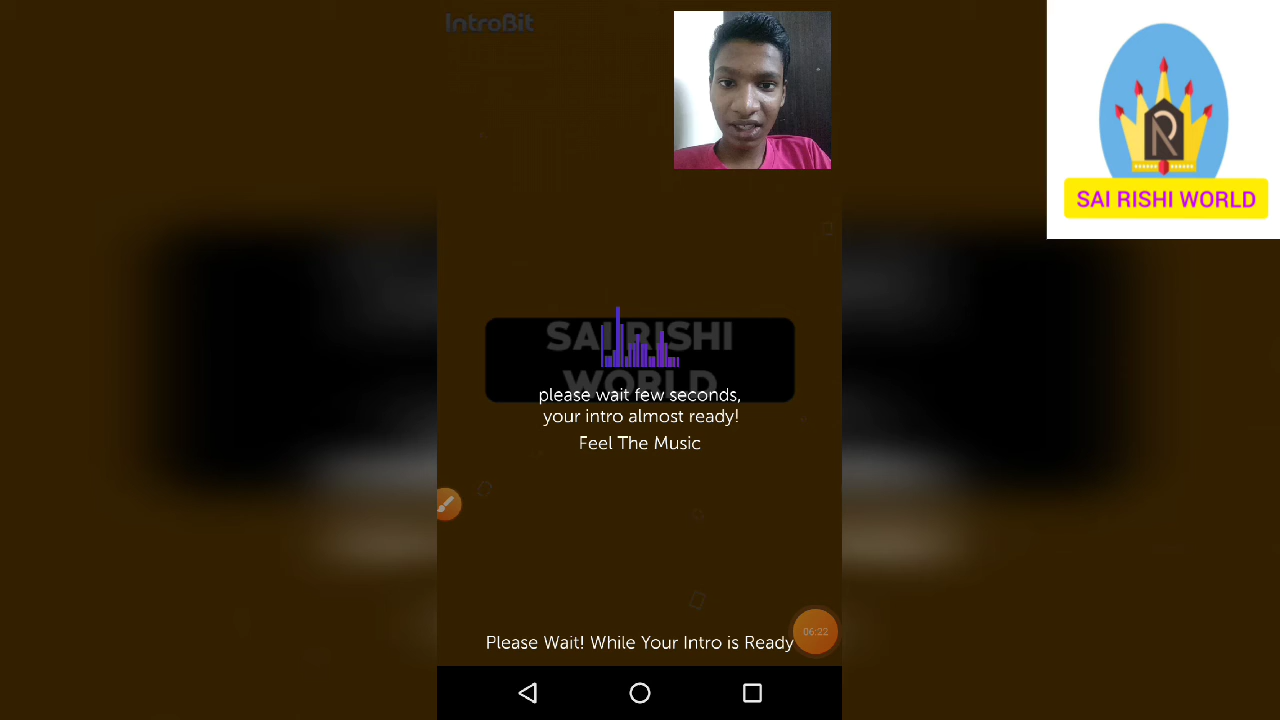 IntroBit
SAI RISHI WORLD
SAI RISHI
WORLD
please wait few seconds,
your intro almost ready!
Feel The Music
06:22
Please Wait! While Your Intro is Ready